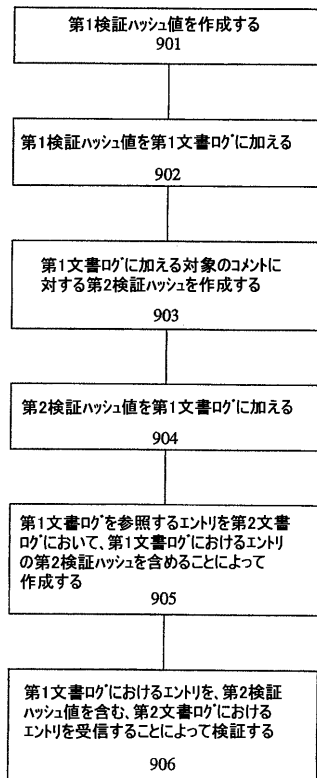 第1検証ハッシュ値を作成する
901
第1検証ハッシュ値を第1文書ログに加える
902
第1文書ログに加える対象のコメントに
対する第2検証ハッシュを作成する
903
第2検証ハッシュ値を第1文書ログに加える
904
第1文書ログを参照するエントリを第2文書
ログにおいて、第1ログにおけるエントリ
の第2検証ハッシュを含めることによって
作成する
905
第1文書ログにおけるエントリを、第2検証
ハッシュ値を含む、第2文書ログにおける
エントリを受信することによって検証する
906